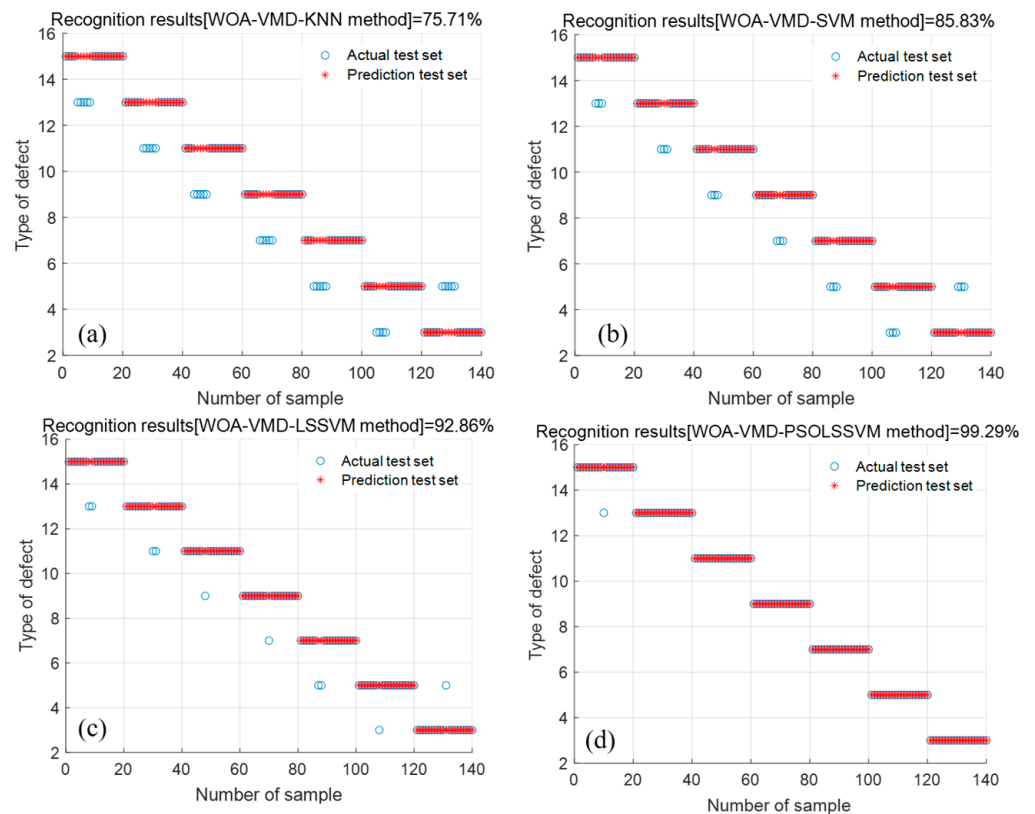 Recognition results[WOA-VMD-KNN method]=75.71%
16
14
12
10
8
6
4
2
Type of defect
Actual test set
Prediction test set
(a)
0 20 40 60 80 100 120 140
Number of sample
Recognition results[WOA-VMD-SVM method]=85.83%
16
14
12
10
8
6
4
2
Type of defect
Actual test set
Prediction test set
(b)
0 20 40 60 80 100 120 140
Number of sample
Recognition results[WOA-VMD-LSSVM method]=92.86%
16
14
12
10
8
6
4
2
Type of defect
Actual test set
Prediction test set
(c)
0 20 40 60 80 100 120 140
Number of sample
Recognition results[WOA-VMD-PSOLSSVM method]=99.29%
16
14
12
10
8
6
4
2
Type of defect
Actual test set
Prediction test set
(d)
0 20 40 60 80 100 120 140
Number of sample